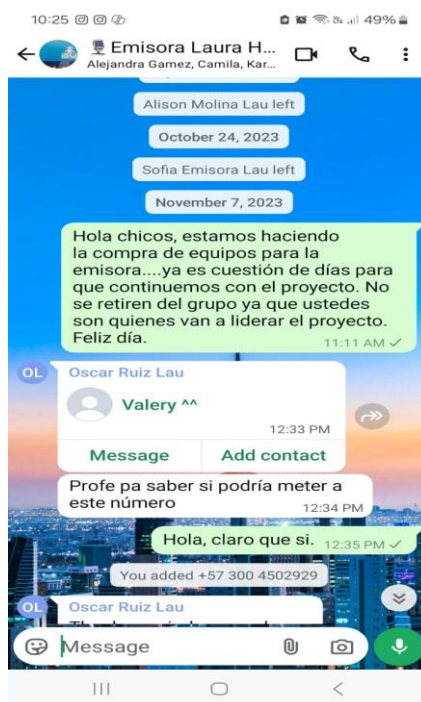 10:25
49%
Emisora Laura H...
Alejandra Gamez, Camila, Kar...
Alison Molina Lau left
October 24, 2023
Sofia Emisora Lau left
November 7, 2023
Hola chicos, estamos haciendo
la compra de equipos para la
emisora....ya es cuestión de días para
que continuemos con el proyecto. No
se retiren del grupo ya que ustedes
son quienes van a liderar el proyecto.
Feliz día.
11:11 AM
OL
Oscar Ruiz Lau
Valery ^^
12:33 PM
Message
Add contact
Profe pa saber si podría meter a
este número
12:34 PM
Hola, claro que si.
12:35 PM
You added +57 300 4502929
OL
Oscar Ruiz Lau
Message